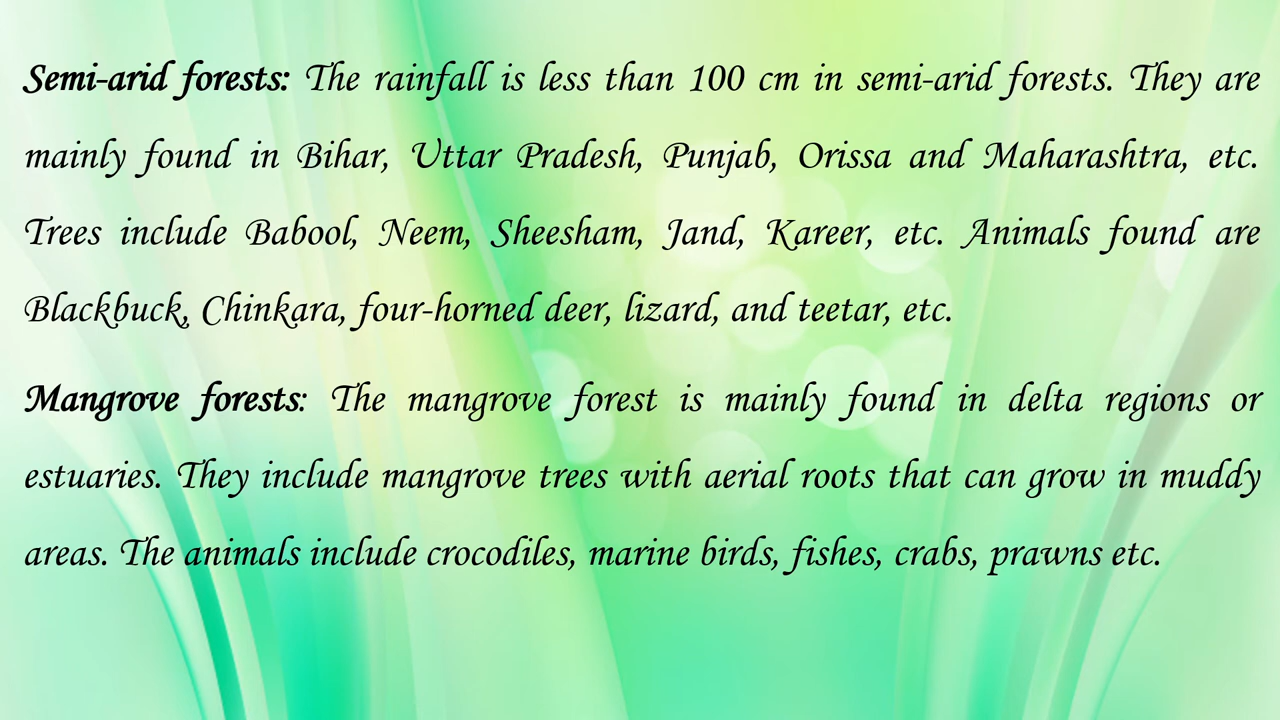 Semi-arid forests: The rainfall is less than 100 cm in semi-arid forests. They are
mainly found in Bihar, Uttar Pradesh, Punjab, Orissa and Maharashtra, etc.
Trees include Babool, Neem, Sheesham, Jand, Kareer, etc. Animals found are
Blackbuck, Chinkara, four-horned deer, lizard, and teetar, etc.
Mangrove forests: The mangrove forest is mainly found in delta regions or
estuaries. They include mangrove trees with aerial roots that can grow in muddy
areas. The animals include crocodiles, marine birds, fishes, crabs, prawns etc.